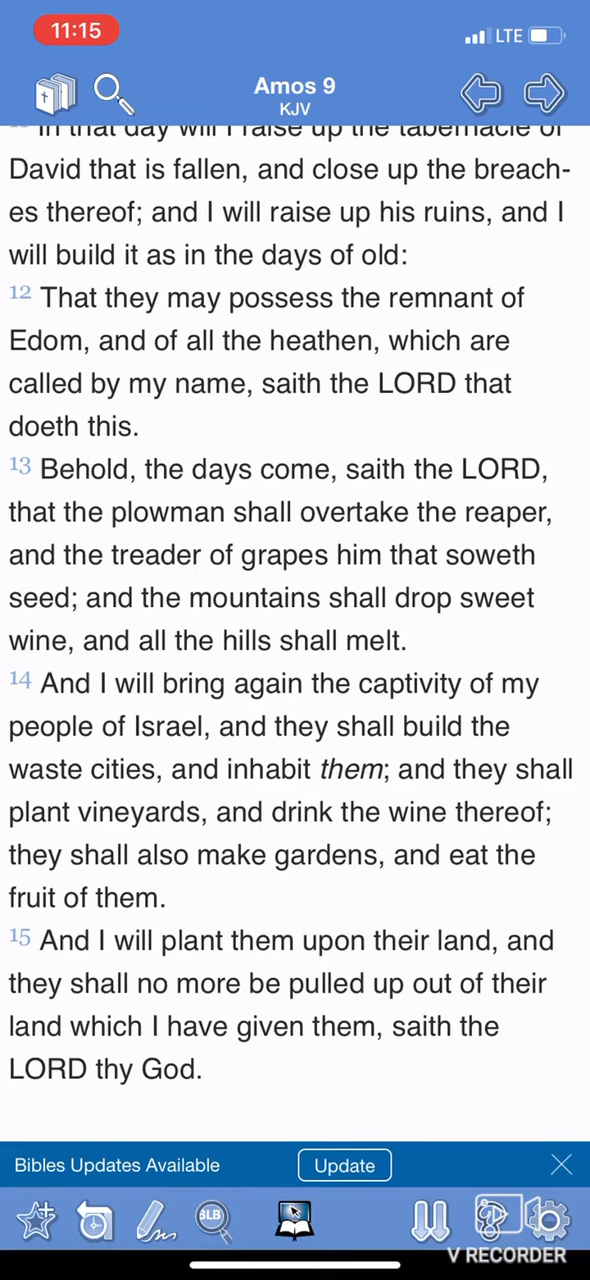 11:15
LTE
Amos 9
KJV
In that day will I raise up the tabernacle of
David that is fallen, and close up the breach-
es thereof; and I will raise up his ruins, and I
will build it as in the days of old:
12 That they may possess the remnant of
Edom, and of all the heathen, which are
called by my name, saith the LORD that
doeth this.
13 Behold, the days come, saith the LORD,
that the plowman shall overtake the reaper,
and the treader of grapes him that soweth
seed; and the mountains shall drop sweet
wine, and all the hills shall melt.
14 And I will bring again the captivity of my
people of Israel, and they shall build the
waste cities, and inhabit them; and they shall
plant vineyards, and drink the wine thereof;
they shall also make gardens, and eat the
fruit of them.
15 And I will plant them upon their land, and
they shall no more be pulled up out of their
land which I have given them, saith the
LORD thy God.
Bibles Updates Available
Update
BLB
V RECORDER